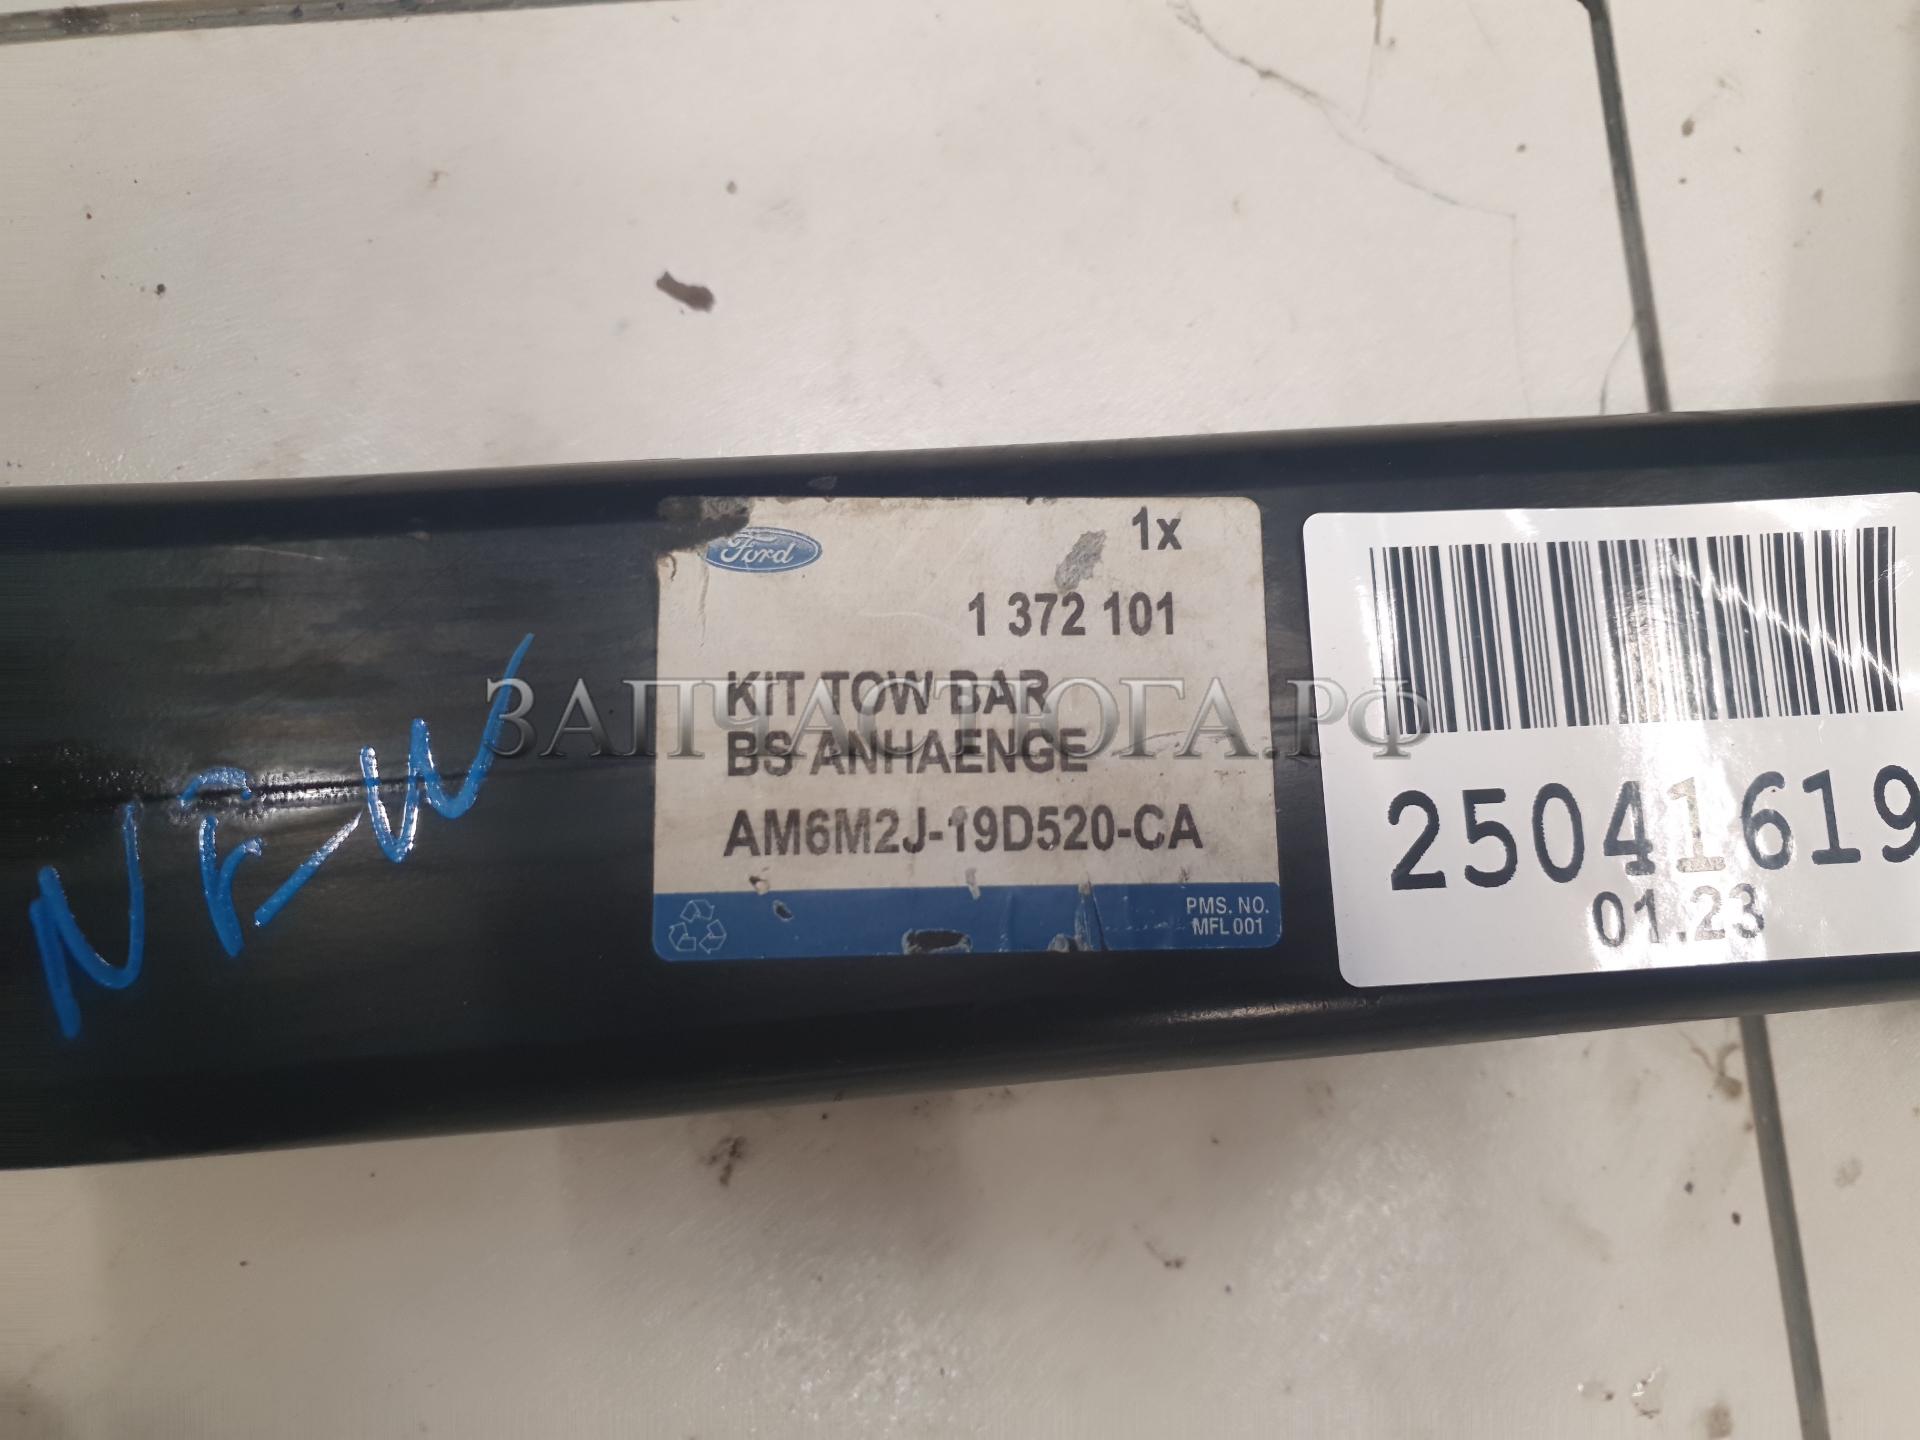 Ford
1x
1 372 101
KIT TOW BAR
BS ANHAENGE
AM6M2J-19D520-CA
PMS. NO.
MFL 001
25041619
01.23
ЗАПЧАСТЮГА.РФ